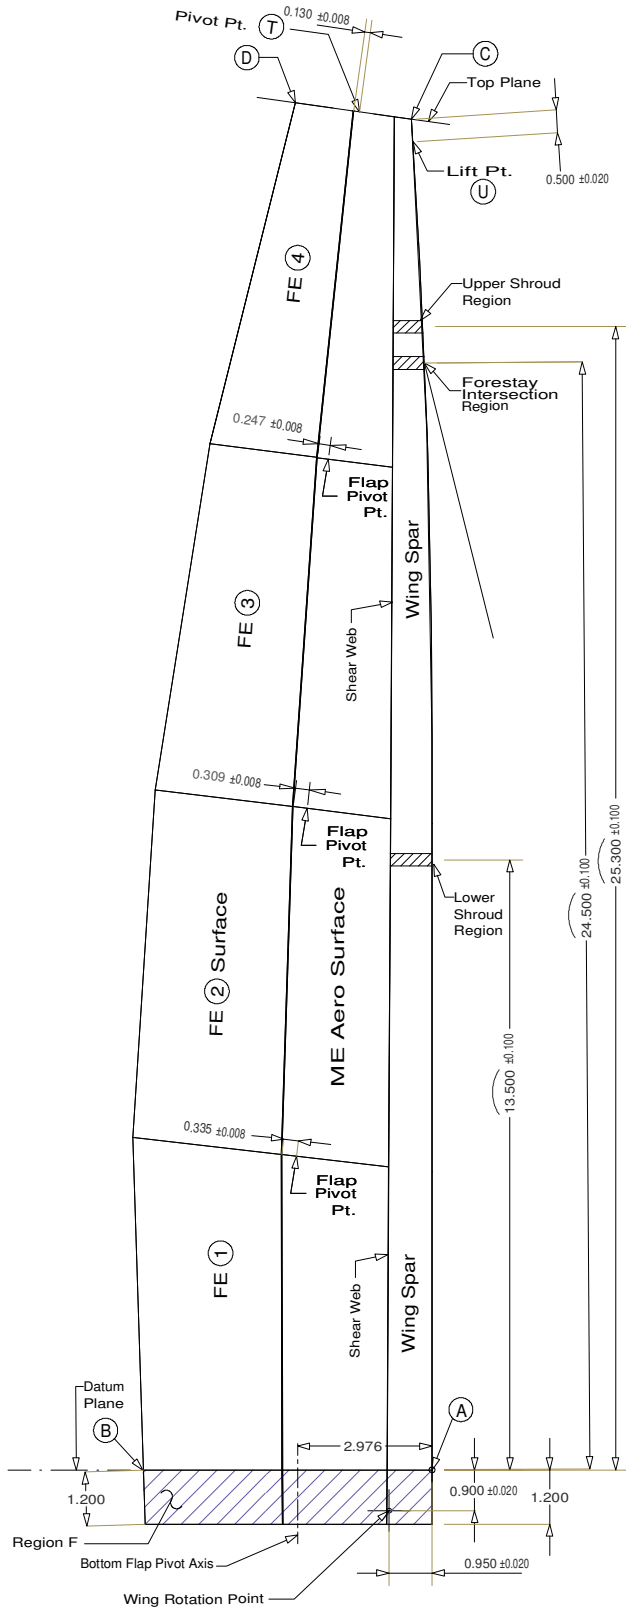 0.130 ±0.008
Pivot Pt. T
D
C
Top Plane
Lift Pt.
U
0.500 ±0.020
FE 4
Upper Shroud
Region
Forestay
Intersection
Region
0.247 ±0.008
Flap
Pivot
Pt.
Wing Spar
FE 3
Shear Web
0.309 ±0.008
Flap
Pivot
Pt.
25.300 ±0.100
24.500 ±0.100
Lower
Shroud
Region
FE 2 Surface
ME Aero Surface
13.500 ±0.100
0.335 ±0.008
Flap
Pivot
Pt.
FE 1
Shear Web
Wing Spar
Datum
Plane
B
A
2.976
1.200
0.900 ±0.020
1.200
Region F
Bottom Flap Pivot Axis
0.950 ±0.020
Wing Rotation Point